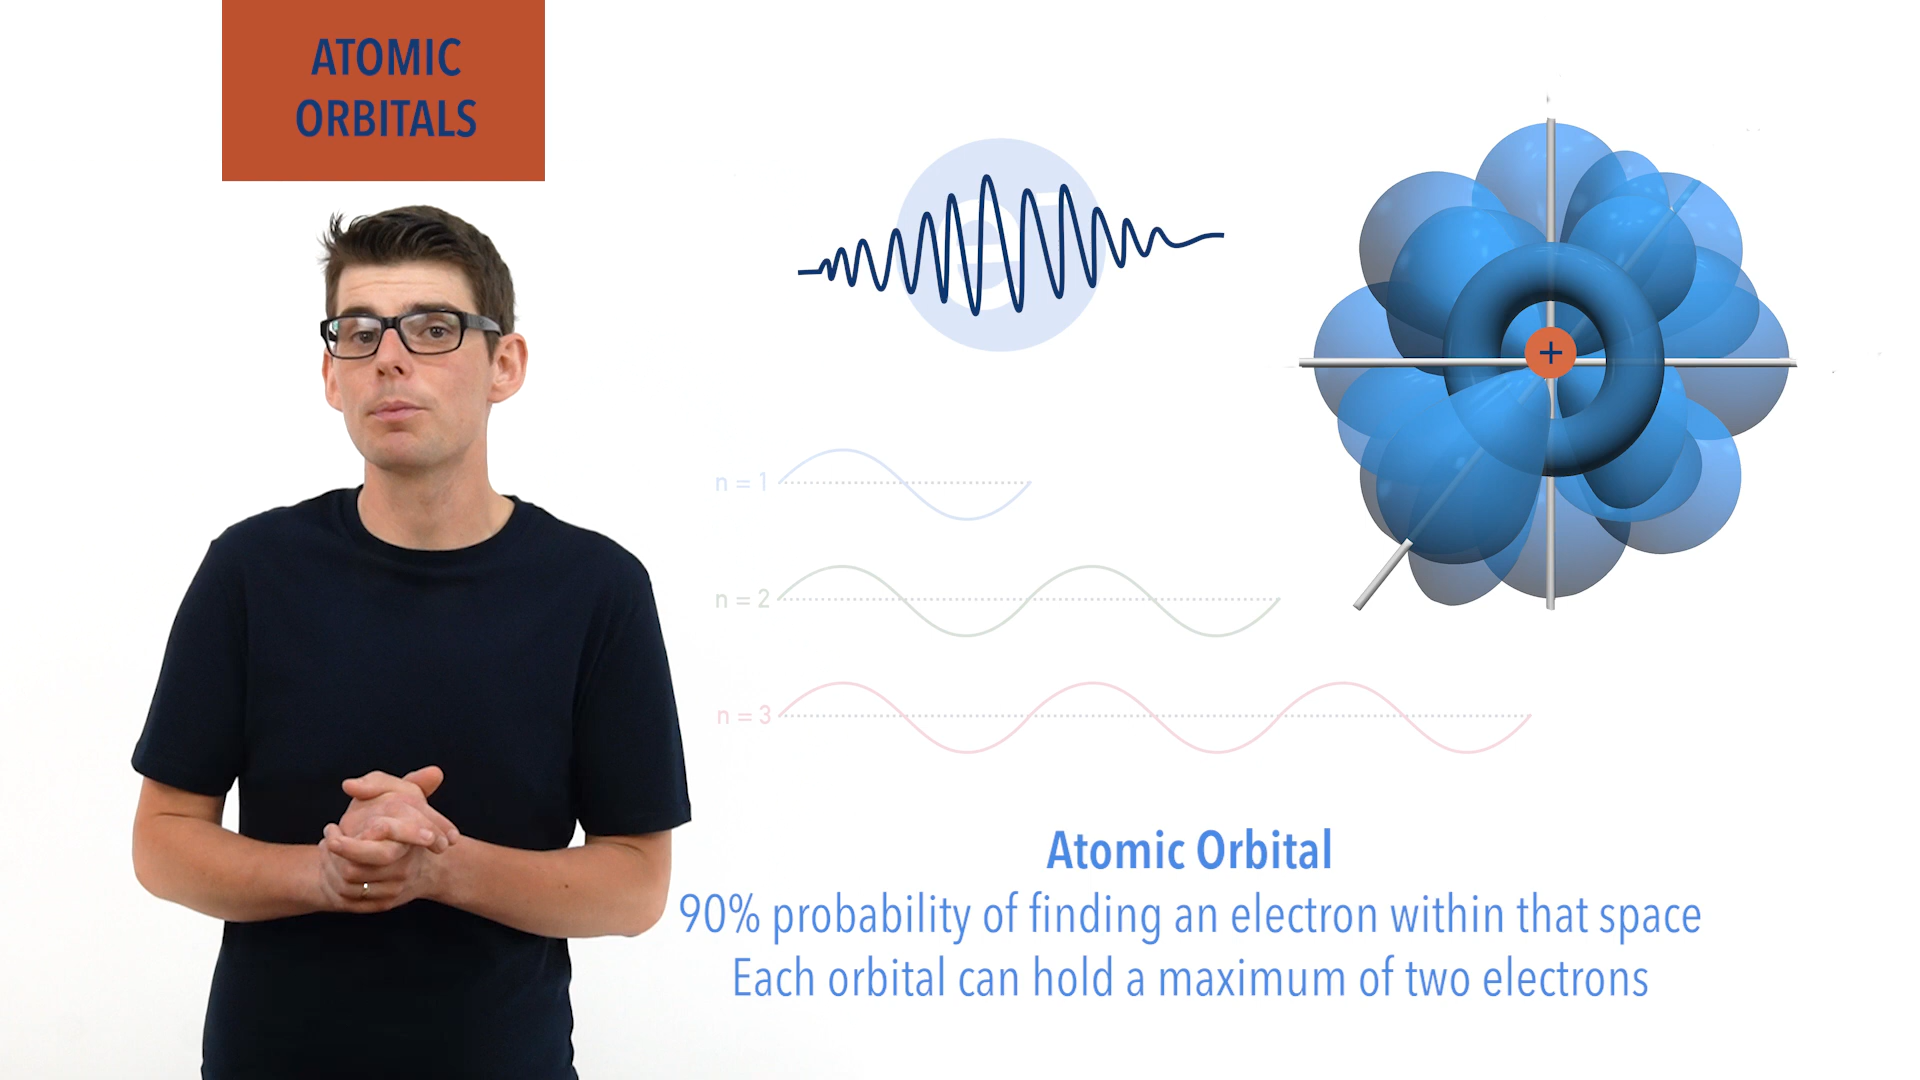 ATOMIC
ORBITALS
e-
+
n = 1
n = 2
n = 3
Atomic Orbital
90% probability of finding an electron within that space
Each orbital can hold a maximum of two electrons